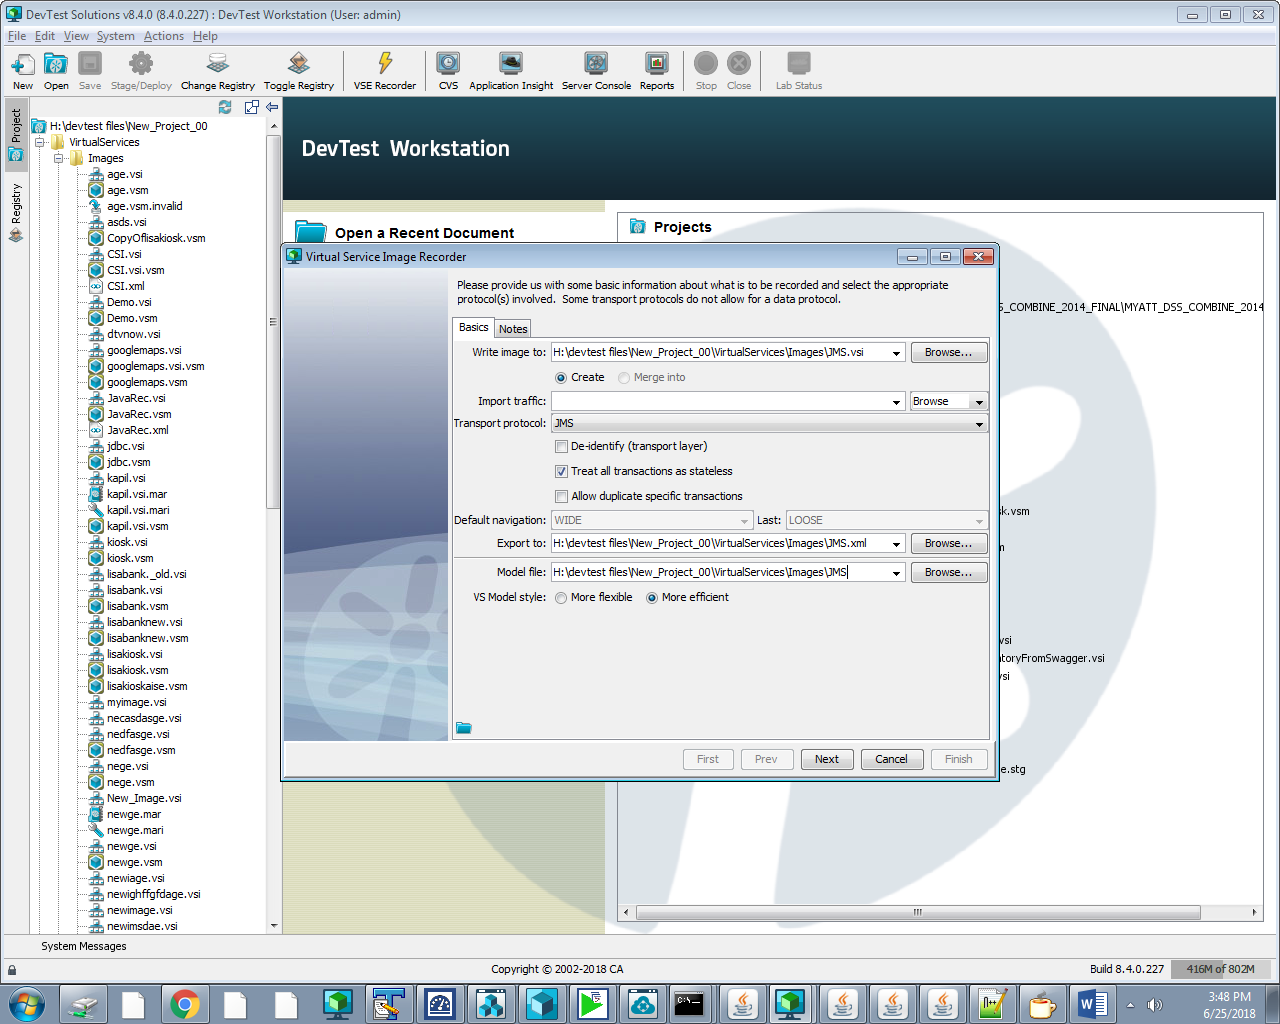 DevTest Solutions v8.4.0 (8.4.0.227) : DevTest Workstation (User: admin)
File Edit View System Actions Help
New Open Save Stage/Deploy Change Registry Toggle Registry VSE Recorder CVS Application Insight Server Console Reports Stop Close Lab Status
Project
Registry
H:\devtest files\New_Project_00
VirtualServices
Images
age.vsi
age.vsm
age.vsm.invalid
asds.vsi
CopyOflisakiosk.vsm
CSI.vsi
CSI.vsi.vsm
CSI.xml
Demo.vsi
Demo.vsm
dtvnow.vsi
googlemaps.vsi
googlemaps.vsi.vsm
googlemaps.vsm
JavaRec.vsi
JavaRec.vsm
JavaRec.xml
jdbc.vsi
jdbc.vsm
kapil.vsi
kapil.vsi.mar
kapil.vsi.mari
kapil.vsi.vsm
kiosk.vsi
kiosk.vsm
lisabank._old.vsi
lisabank.vsi
lisabank.vsm
lisabanknew.vsi
lisabanknew.vsm
lisakiosk.vsi
lisakiosk.vsm
lisakioskaise.vsm
myimage.vsi
necasdasge.vsi
nedfasge.vsi
nedfasge.vsm
nege.vsi
nege.vsm
New_Image.vsi
newge.mar
newge.mari
newge.vsi
newge.vsm
newiage.vsi
newighffgfdage.vsi
newimage.vsi
newimsdae.vsi
DevTest Workstation
Open a Recent Document
Projects
S_COMBINE_2014_FINAL\MYATT_DSS_COMBINE_2014
sk.vsm
m
vsi
atoryFromSwagger.vsi
vsi
e.stg
Virtual Service Image Recorder
Please provide us with some basic information about what is to be recorded and select the appropriate
protocol(s) involved. Some transport protocols do not allow for a data protocol.
Basics Notes
Write image to: H:\devtest files\New_Project_00\VirtualServices\Images\JMS.vsi Browse...
Create Merge into
Import traffic: Browse
Transport protocol: JMS
De-identify (transport layer)
Treat all transactions as stateless
Allow duplicate specific transactions
Default navigation: WIDE Last: LOOSE
Export to: H:\devtest files\New_Project_00\VirtualServices\Images\JMS.xml Browse...
Model file: H:\devtest files\New_Project_00\VirtualServices\Images\JMS Browse...
VS Model style: More flexible More efficient
First Prev Next Cancel Finish
System Messages
Copyright © 2002-2018 CA
Build 8.4.0.227 416M of 802M
3:48 PM
6/25/2018